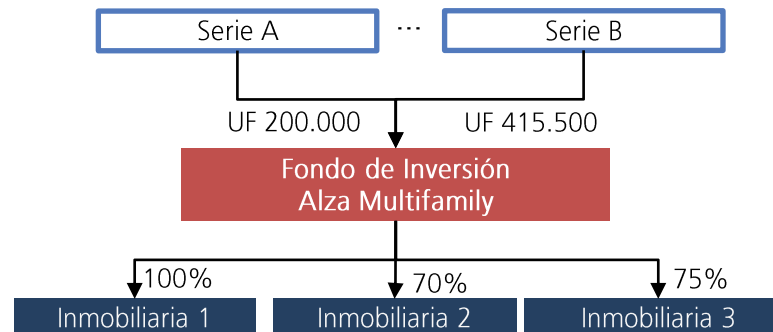 Serie A
...
Serie B
UF 200.000
UF 415.500
Fondo de Inversión
Alza Multifamily
100%
70%
75%
Inmobiliaria 1
Inmobiliaria 2
Inmobiliaria 3